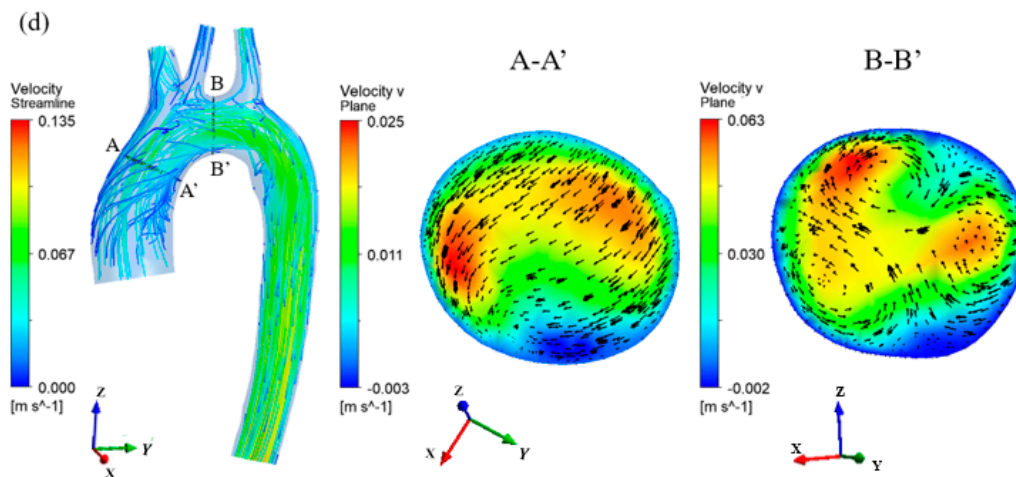 (d)
A-A’
B-B’
Velocity
Streamline
0.135
0.067
0.000
[m s^-1]
B
A
B’
A’
Z
Y
X
Velocity v
Plane
0.025
0.011
-0.003
[m s^-1]
Z
X
Y
Velocity v
Plane
0.063
0.030
-0.002
[m s^-1]
Z
X
Y